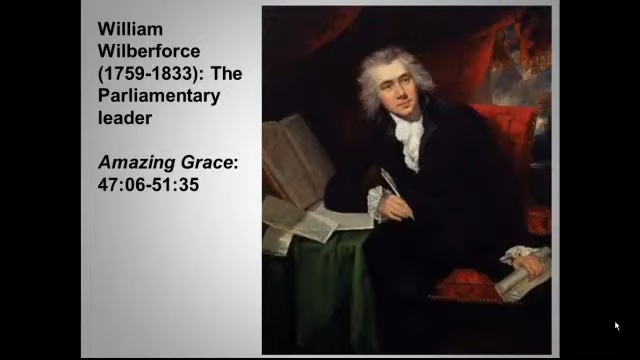 William
Wilberforce
(1759-1833): The
Parliamentary
leader
Amazing Grace:
47:06-51:35